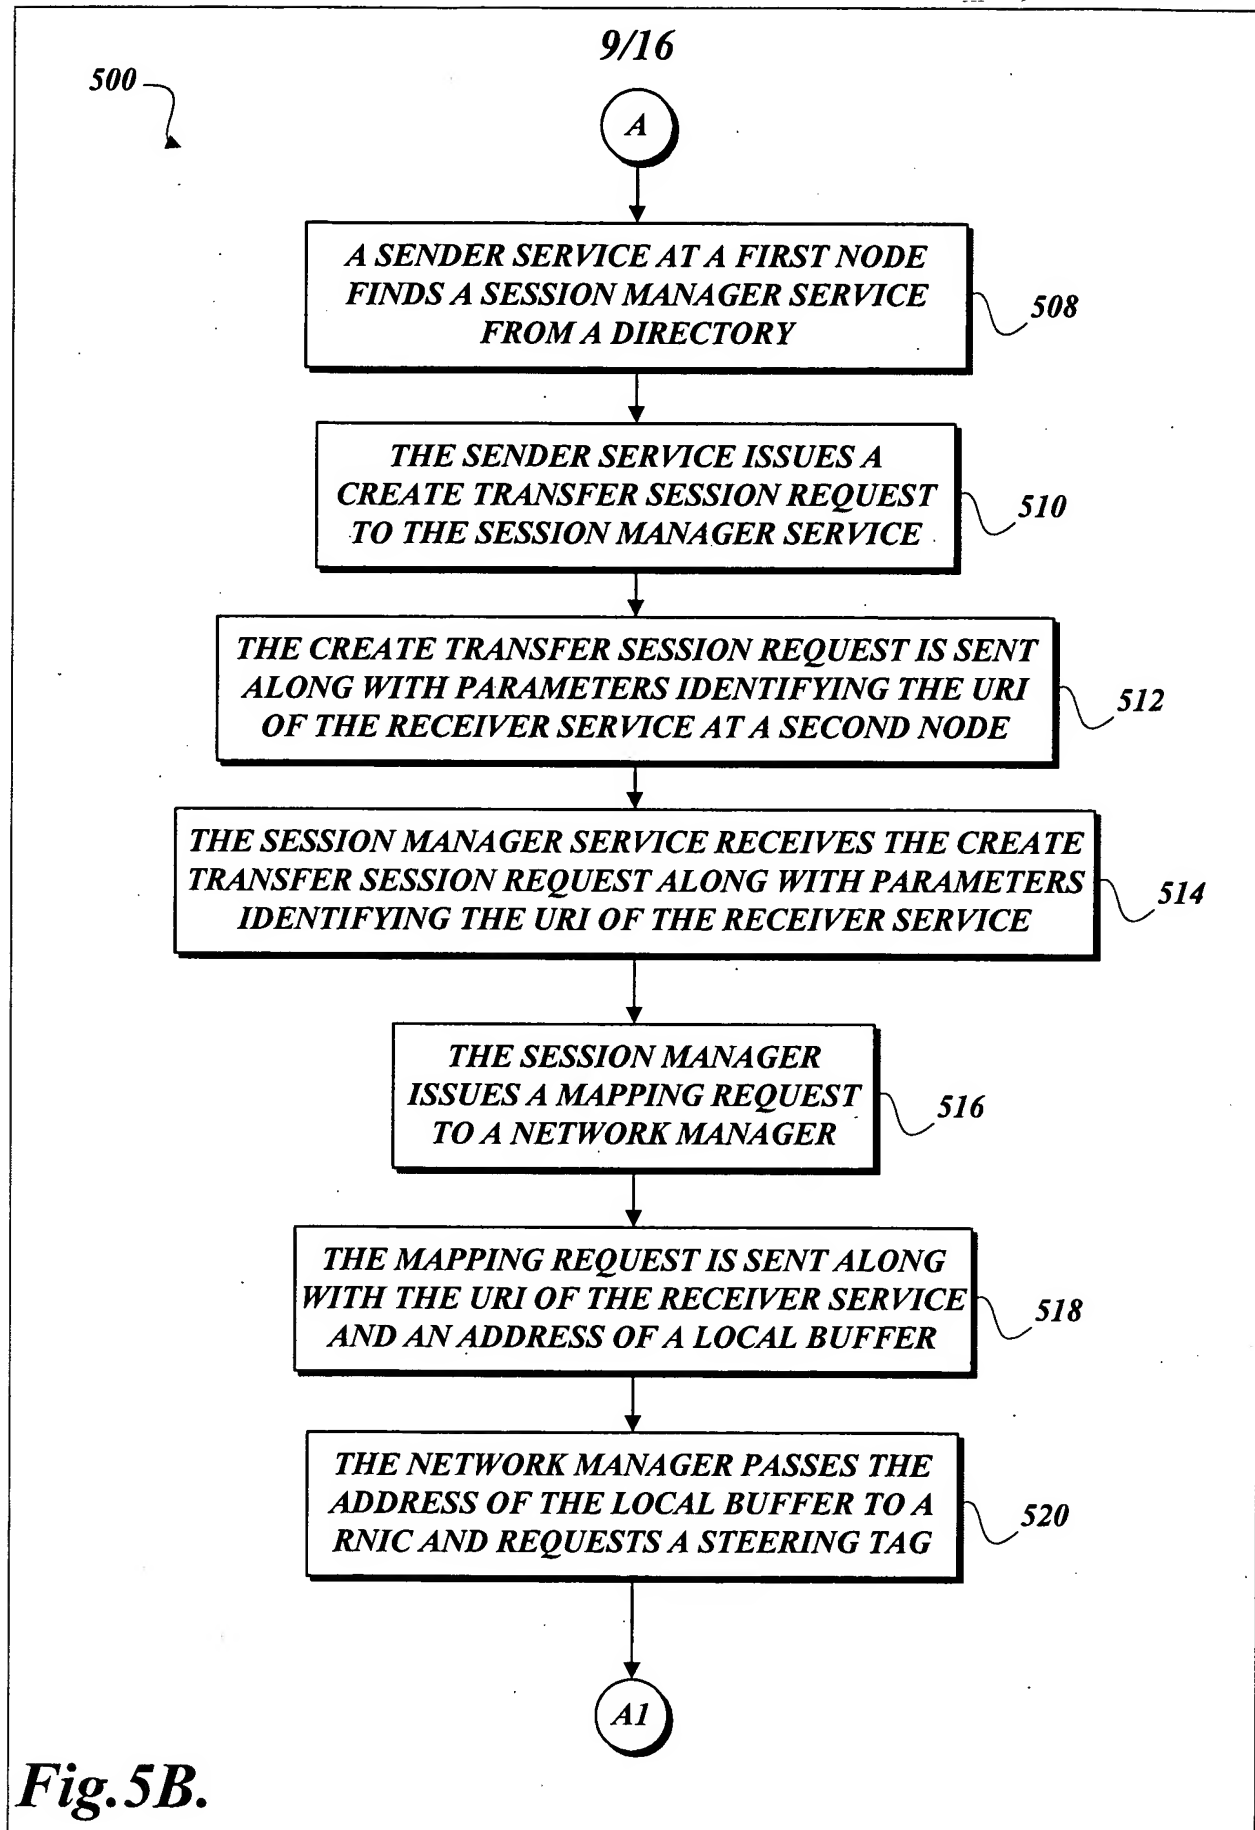 9/16
500
A
A SENDER SERVICE AT A FIRST NODE
FINDS A SESSION MANAGER SERVICE
FROM A DIRECTORY
508
THE SENDER SERVICE ISSUES A
CREATE TRANSFER SESSION REQUEST
TO THE SESSION MANAGER SERVICE
510
THE CREATE TRANSFER SESSION REQUEST IS SENT
ALONG WITH PARAMETERS IDENTIFYING THE URI
OF THE RECEIVER SERVICE AT A SECOND NODE
512
THE SESSION MANAGER SERVICE RECEIVES THE CREATE
TRANSFER SESSION REQUEST ALONG WITH PARAMETERS
IDENTIFYING THE URI OF THE RECEIVER SERVICE
514
THE SESSION MANAGER
ISSUES A MAPPING REQUEST
TO A NETWORK MANAGER
516
THE MAPPING REQUEST IS SENT ALONG
WITH THE URI OF THE RECEIVER SERVICE
AND AN ADDRESS OF A LOCAL BUFFER
518
THE NETWORK MANAGER PASSES THE
ADDRESS OF THE LOCAL BUFFER TO A
RNIC AND REQUESTS A STEERING TAG
520
A1
Fig.5B.